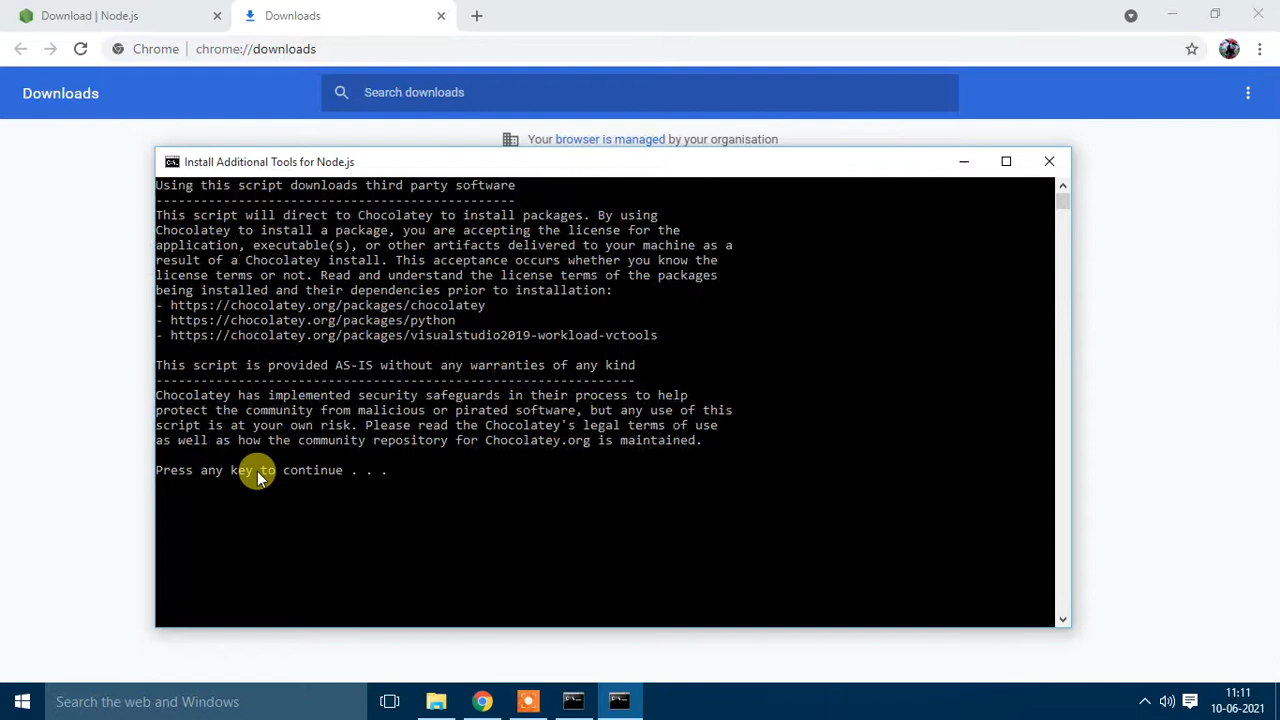 Download | Node.js
Downloads
Chrome
chrome://downloads
Downloads
Search downloads
Your browser is managed by your organisation
Install Additional Tools for Node.js
Using this script downloads third party software
------------------------------------------------
This script will direct to Chocolatey to install packages. By using
Chocolatey to install a package, you are accepting the license for the
application, executable(s), or other artifacts delivered to your machine as a
result of a Chocolatey install. This acceptance occurs whether you know the
license terms or not. Read and understand the license terms of the packages
being installed and their dependencies prior to installation:
- https://chocolatey.org/packages/chocolatey
- https://chocolatey.org/packages/python
- https://chocolatey.org/packages/visualstudio2019-workload-vctools
This script is provided AS-IS without any warranties of any kind
----------------------------------------------------------------
Chocolatey has implemented security safeguards in their process to help
protect the community from malicious or pirated software, but any use of this
script is at your own risk. Please read the Chocolatey's legal terms of use
as well as how the community repository for Chocolatey.org is maintained.
Press any key to continue . . .
Search the web and Windows
11:11
10-06-2021